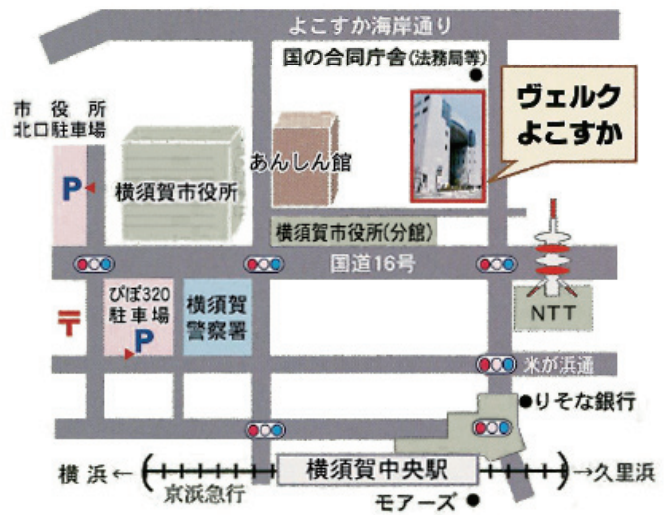 よこすか海岸通り
国の合同庁舎(法務局等)
ヴェルク
よこすか
市役所
北口駐車場
P
横須賀市役所
あんしん館
横須賀市役所(分館)
国道16号
ぴぽ320
駐車場
P
横須賀
警察署
〒
NTT
米が浜通
りそな銀行
横浜←
京浜急行
横須賀中央駅
→久里浜
モアーズ